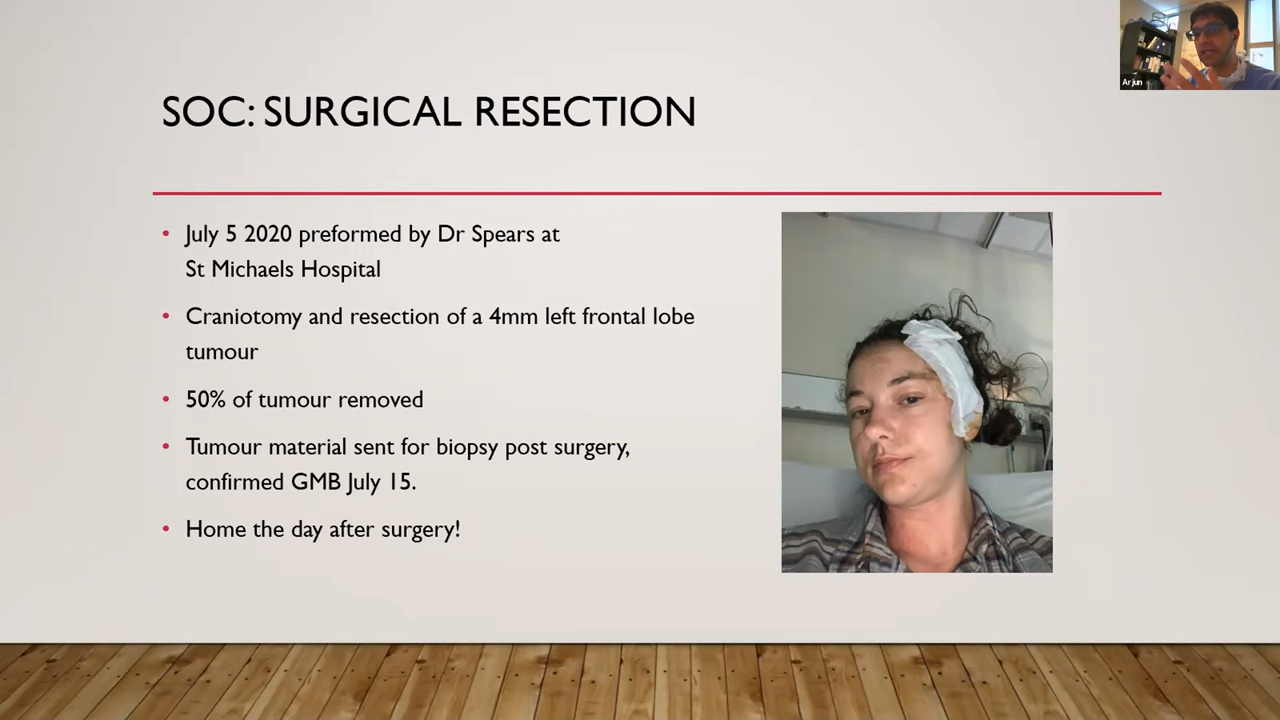 Arjun
SOC: SURGICAL RESECTION
• July 5 2020 preformed by Dr Spears at
St Michaels Hospital
• Craniotomy and resection of a 4mm left frontal lobe
tumour
• 50% of tumour removed
• Tumour material sent for biopsy post surgery,
confirmed GMB July 15.
• Home the day after surgery!